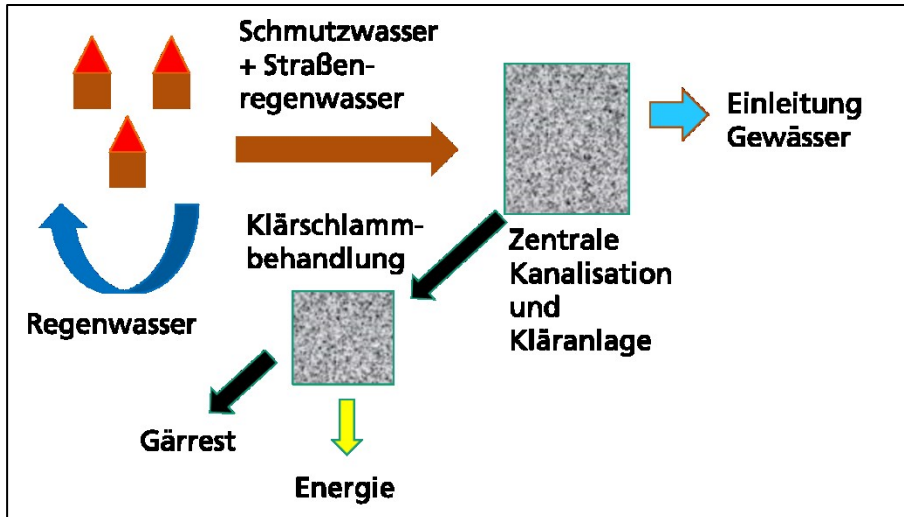 Schmutzwasser
+ Straßen-
regenwasser
Einleitung
Gewässer
Klärschlamm-
behandlung
Zentrale
Kanalisation
und
Kläranlage
Regenwasser
Gärrest
Energie